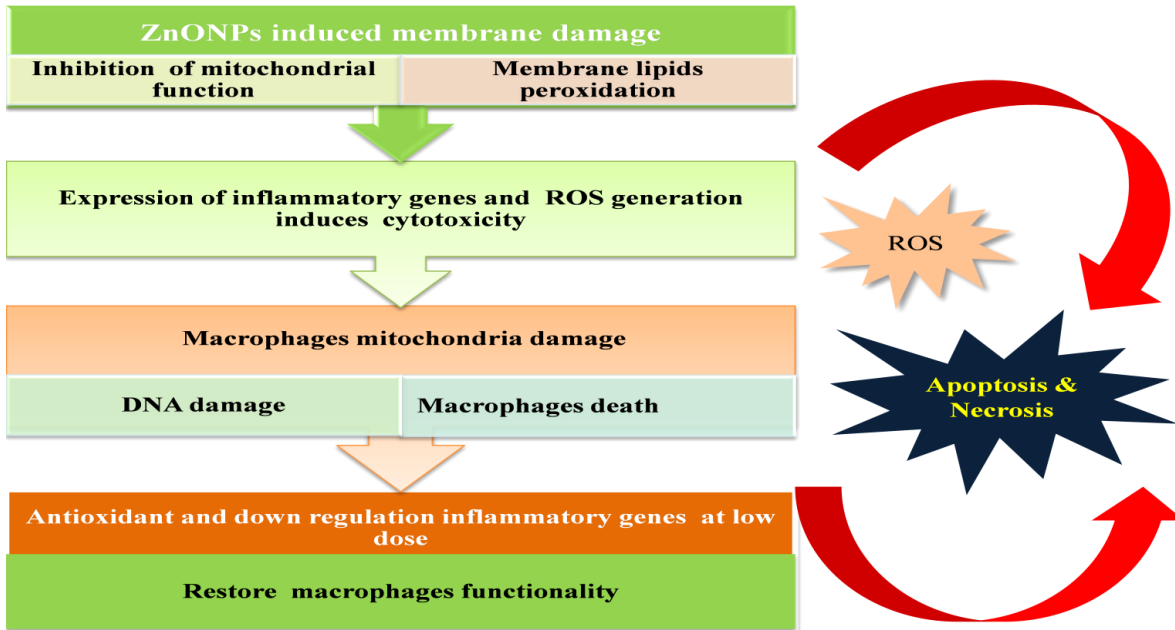 ZnONPs induced membrane damage
Inhibition of mitochondrial
function
Membrane lipids
peroxidation
Expression of inflammatory genes and ROS generation
induces cytotoxicity
ROS
Macrophages mitochondria damage
DNA damage
Macrophages death
Apoptosis &
Necrosis
Antioxidant and down regulation inflammatory genes at low
dose
Restore macrophages functionality